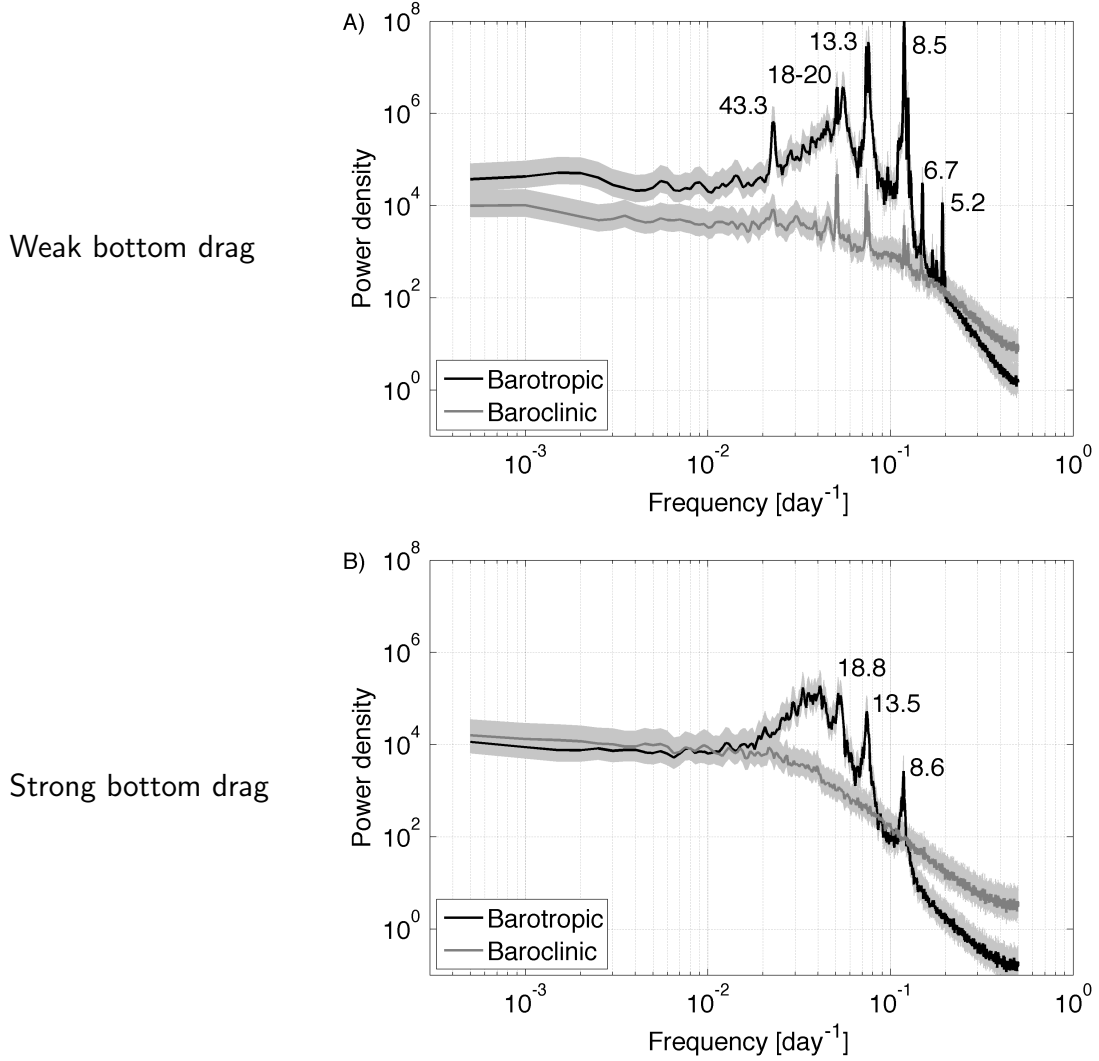 A)
10^8
10^6
10^4
10^2
10^0
Power density
43.3
18-20
13.3
8.5
6.7
5.2
Weak bottom drag
Barotropic
Baroclinic
10^-3 10^-2 10^-1 10^0
Frequency [day^-1]
B)
10^8
10^6
10^4
10^2
10^0
Power density
18.8
13.5
8.6
Strong bottom drag
Barotropic
Baroclinic
10^-3 10^-2 10^-1 10^0
Frequency [day^-1]